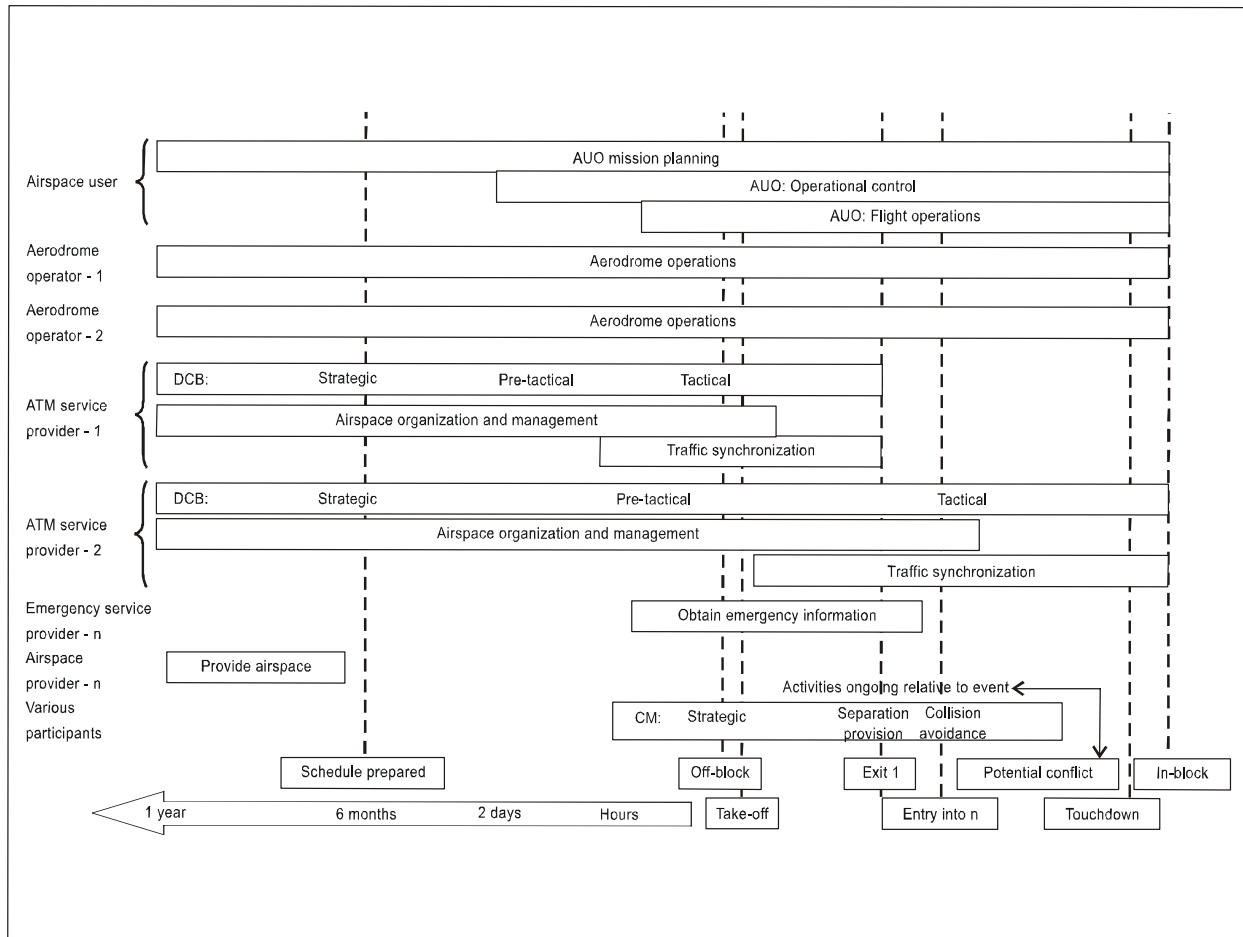 AUO mission planning
Airspace user
AUO: Operational control
AUO: Flight operations
Aerodrome
operator - 1
Aerodrome operations
Aerodrome
operator - 2
Aerodrome operations
ATM service
provider - 1
DCB: Strategic Pre-tactical Tactical
Airspace organization and management
Traffic synchronization
ATM service
provider - 2
DCB: Strategic Pre-tactical Tactical
Airspace organization and management
Traffic synchronization
Emergency service
provider - n
Obtain emergency information
Airspace
provider - n
Provide airspace
Activities ongoing relative to event
Various
participants
CM: Strategic
Separation
provision
Collision
avoidance
Schedule prepared
Off-block
Exit 1
Potential conflict
In-block
1 year 6 months 2 days Hours
Take-off
Entry into n
Touchdown